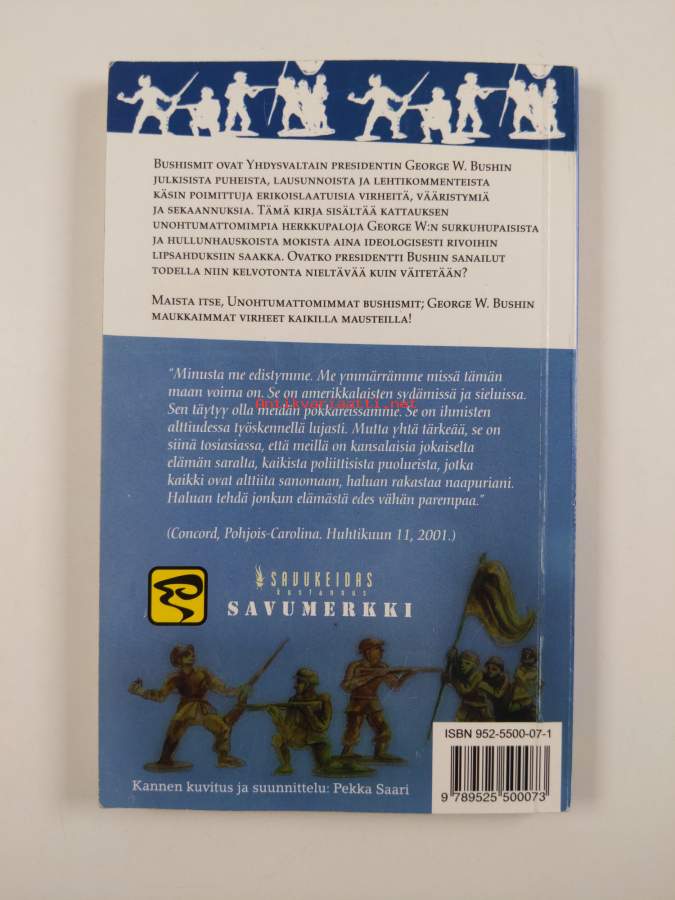 Bushismit ovat Yhdysvaltain presidentin George W. Bushin
julkisista puheista, lausunnoista ja lehtikommenteista
käsin poimittuja erikoislaatuisia virheitä, vääristymiä
ja sekaannuksia. Tämä kirja sisältää kattauksen
unohtumattomimpia herkkupaloja George W:n surkuhupaisista
ja hullunhauskoista mokista aina ideologisesti rivoihin
lipsahduksiin saakka. Ovatko presidentti Bushin sanailut
todella niin kelvotonta nieltävää kuin väitetään?
Maista itse, Unohtumattomimmat bushismit; George W. Bushin
maukkaimmat virheet kaikilla mausteilla!
"Minusta me edistymme. Me ymmärrämme missä tämän
maan voima on. Se on amerikkalaisten sydämissä ja sieluissa.
Sen täytyy olla meidän pokkareissamme. Se on ihmisten
antikvariaatti.net
alttiudessa työskennellä lujasti. Mutta yhtä tärkeää, se on
siinä tosiasiassa, että meillä on kansalaisia jokaiselta
elämän saralta, kaikista poliittisista puolueista, jotka
kaikki ovat alttiita sanomaan, haluan rakastaa naapuriani.
Haluan tehdä jonkun elämästä edes vähän parempaa."
(Concord, Pohjois-Carolina. Huhtikuun 11, 2001.)
SAVUKEIDAS
KUSTANNUS
SAVUMERKKI
ISBN 952-5500-07-1
9 789525 500073
Kannen kuvitus ja suunnittelu: Pekka Saari